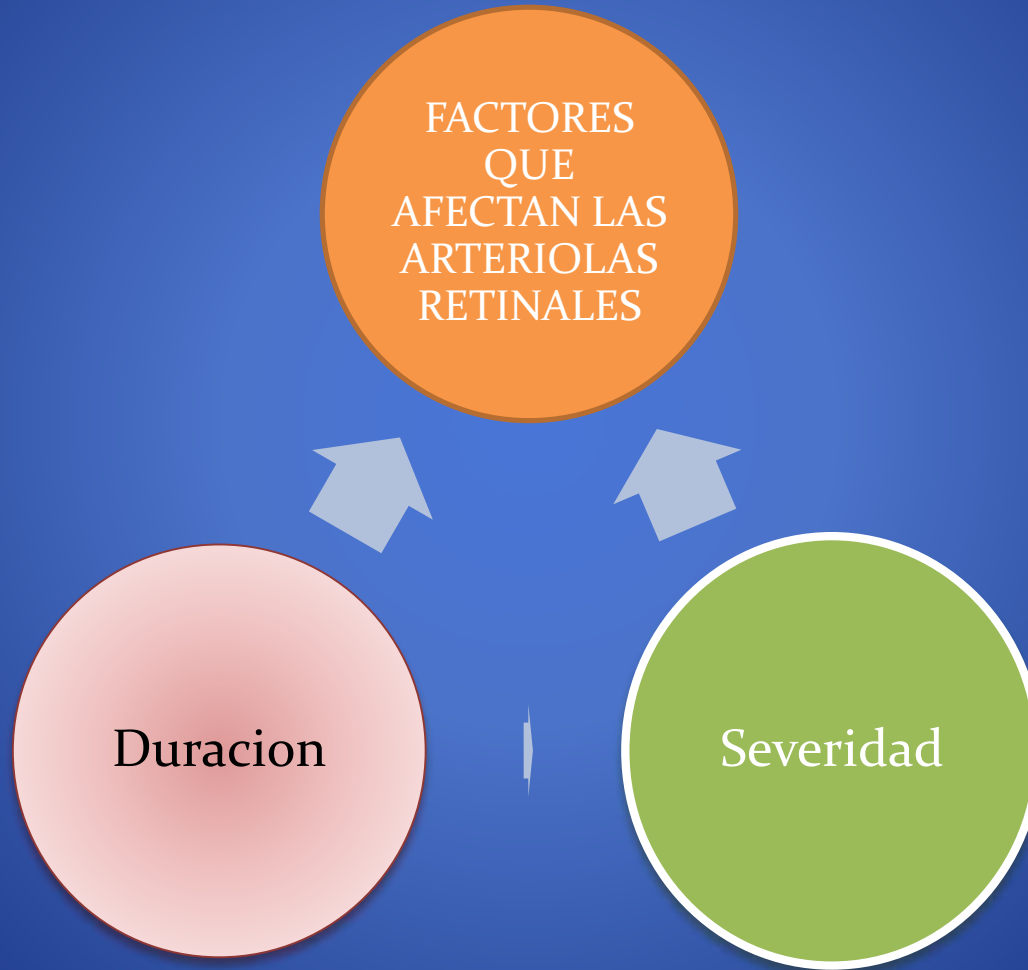 FACTORES
QUE
AFECTAN LAS
ARTERIOLAS
RETINALES
Duracion
Severidad